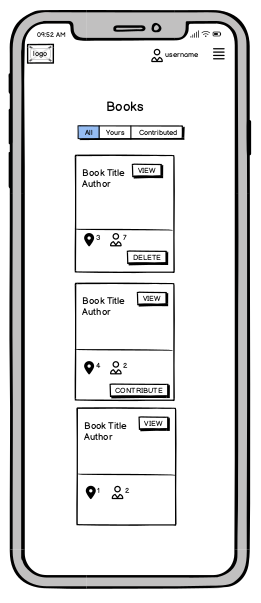 09:52 AM
logo
username
Books
All Yours Contributed
Book Title VIEW
Author
3 7
DELETE
Book Title VIEW
Author
4 2
CONTRIBUTE
Book Title VIEW
Author
1 2